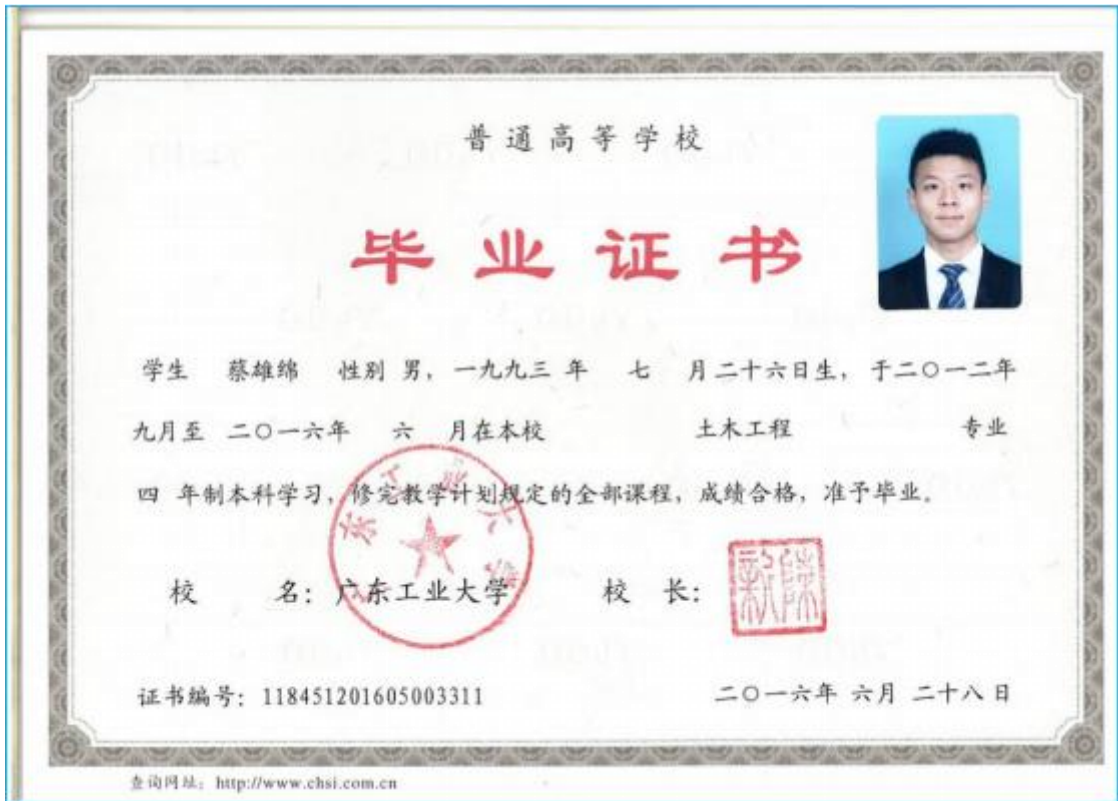 普通高等学校
毕业证书
学生 蔡雄绵 性别 男，一九九三 年 七 月二十六日生，于二〇一二年
九月至 二〇一六年 六 月在本校 土木工程 专业
四 年制本科学习，修完教学计划规定的全部课程，成绩合格，准予毕业。
校 名：广东工业大学 校 长：
证书编号：118451201605003311 二〇一六年 六月 二十八日
查询网址：http://www.chsi.com.cn